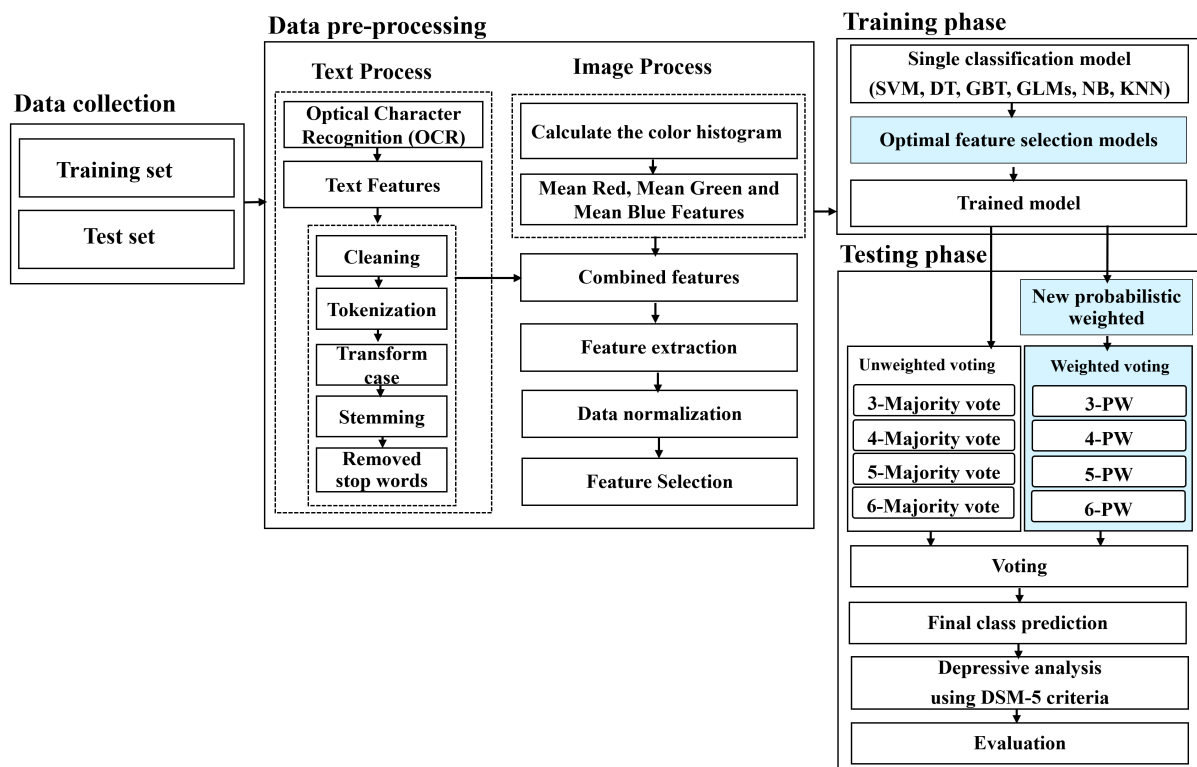 Data collection
Training set
Test set
Data pre-processing
Text Process
Optical Character
Recognition (OCR)
Text Features
Cleaning
Tokenization
Transform
case
Stemming
Removed
stop words
Image Process
Calculate the color histogram
Mean Red, Mean Green and
Mean Blue Features
Combined features
Feature extraction
Data normalization
Feature Selection
Training phase
Single classification model
(SVM, DT, GBT, GLMs, NB, KNN)
Optimal feature selection models
Trained model
Testing phase
New probabilistic
weighted
Unweighted voting
3-Majority vote
4-Majority vote
5-Majority vote
6-Majority vote
Weighted voting
3-PW
4-PW
5-PW
6-PW
Voting
Final class prediction
Depressive analysis
using DSM-5 criteria
Evaluation